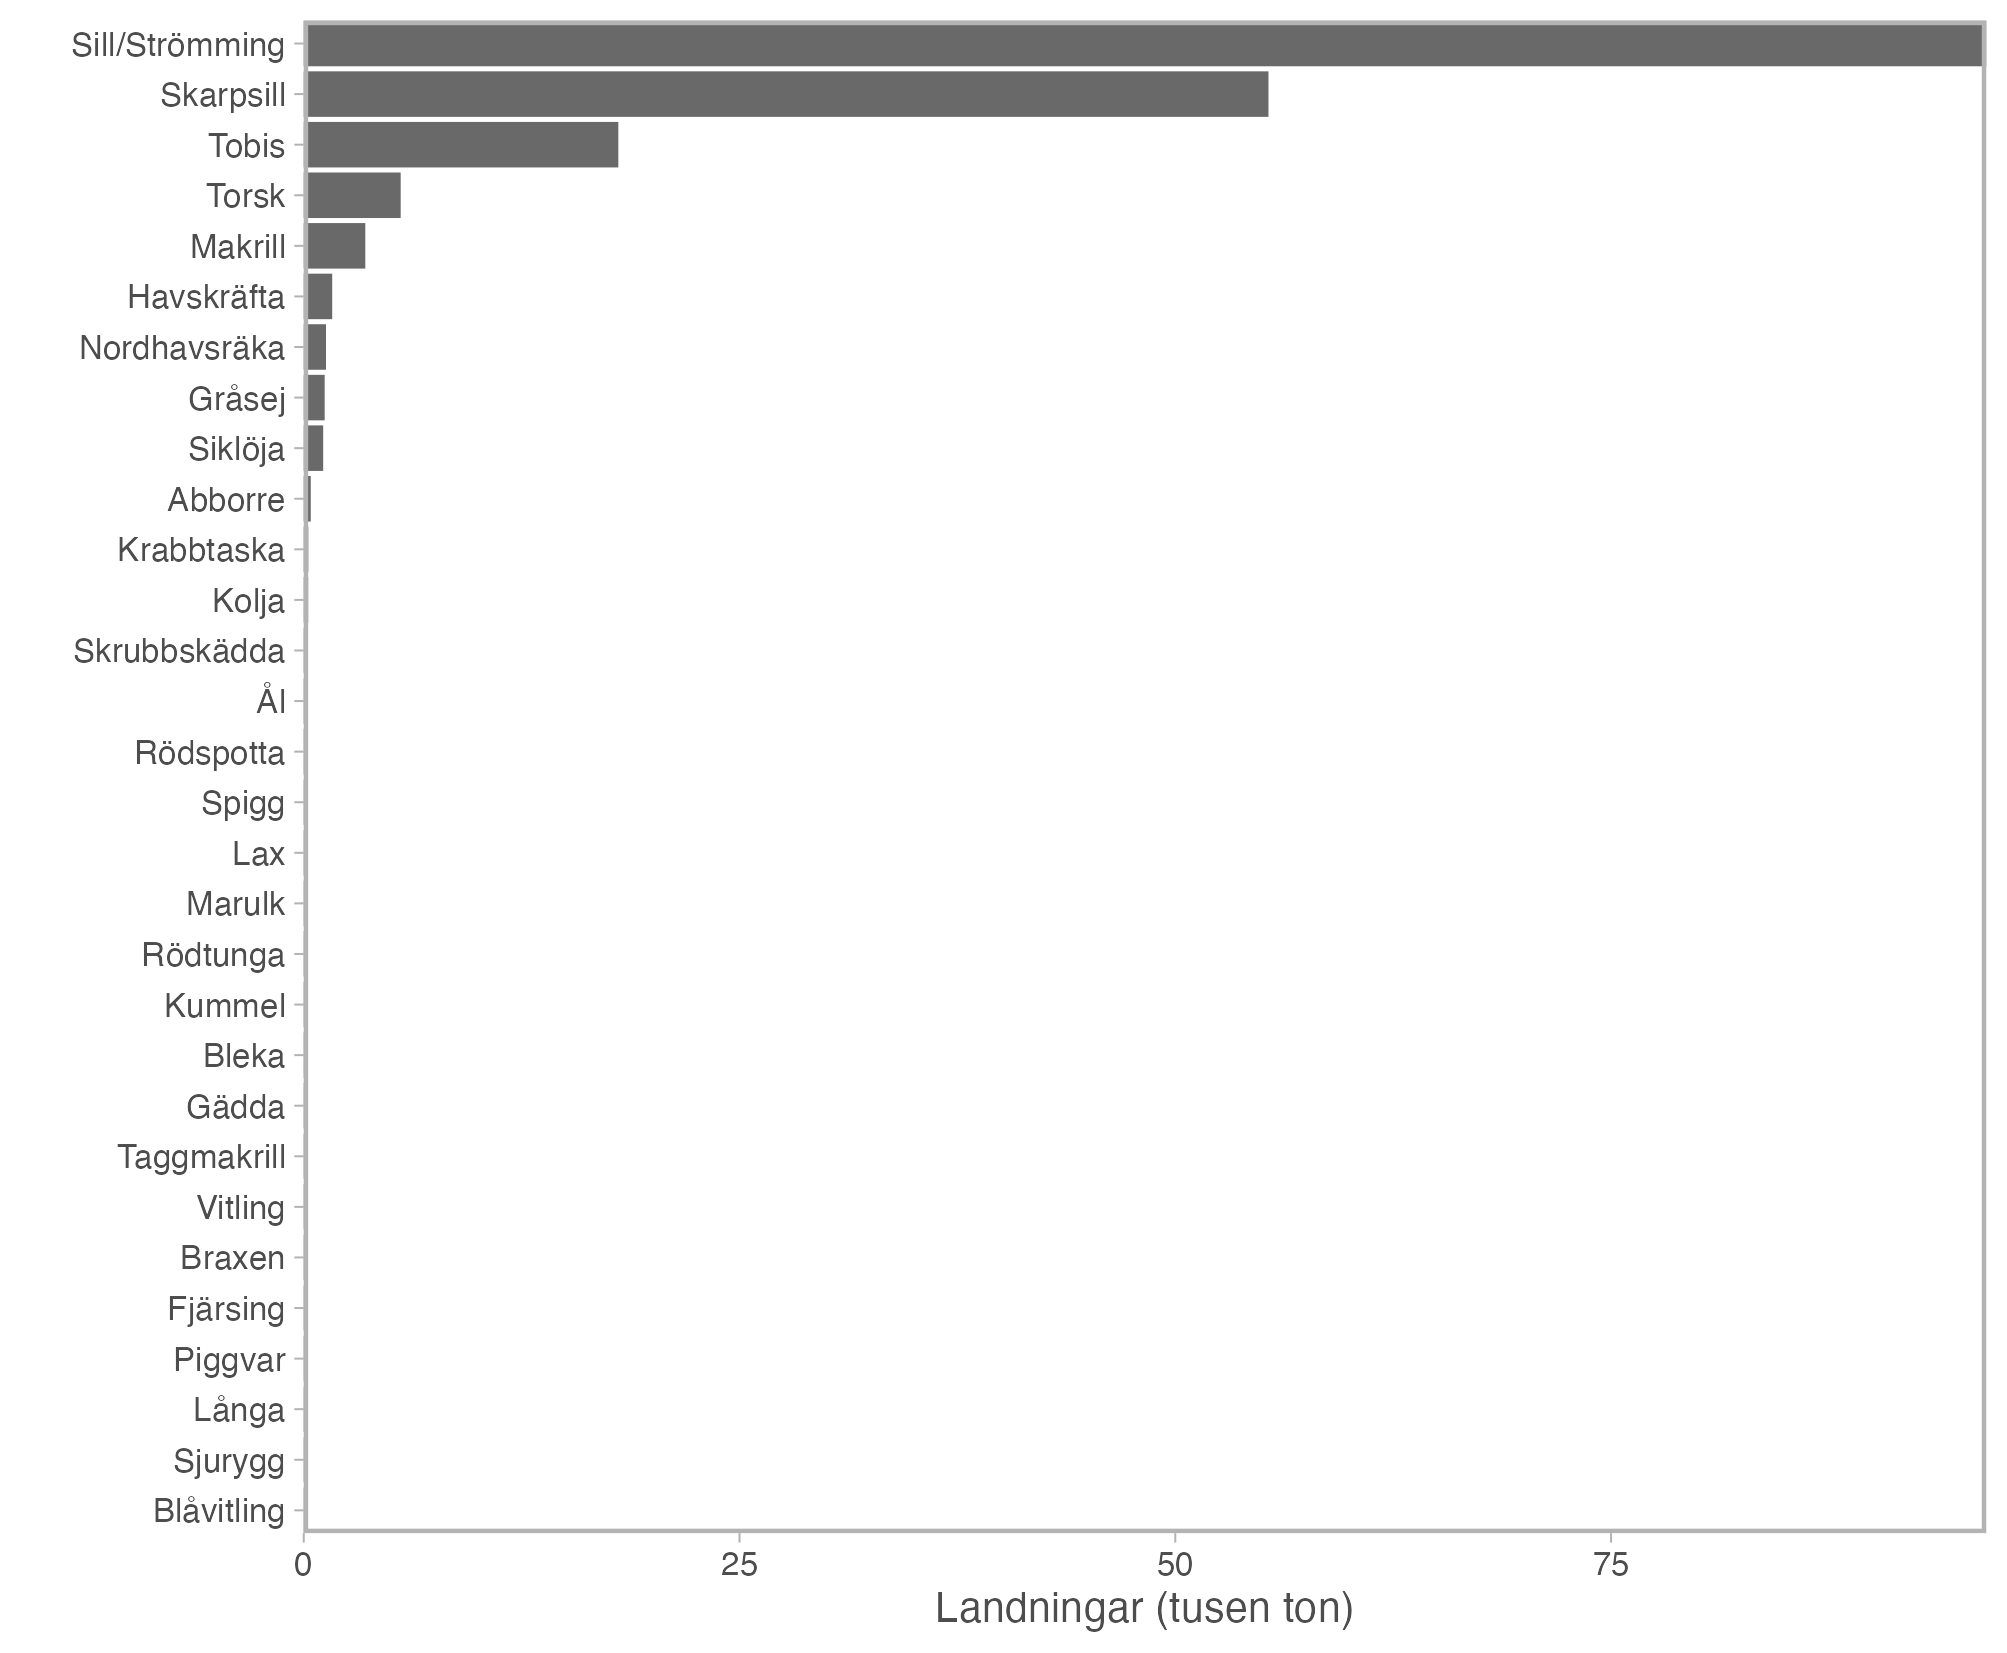 Sill/Strömming
Skarpsill
Tobis
Torsk
Makrill
Havskräfta
Nordhavsräka
Gråsej
Siklöja
Abborre
Krabbtaska
Kolja
Skrubbskädda
Ål
Rödspotta
Spigg
Lax
Marulk
Rödtunga
Kummel
Bleka
Gädda
Taggmakrill
Vitling
Braxen
Fjärsing
Piggvar
Långa
Sjurygg
Blåvitling
0 25 50 75
Landningar (tusen ton)